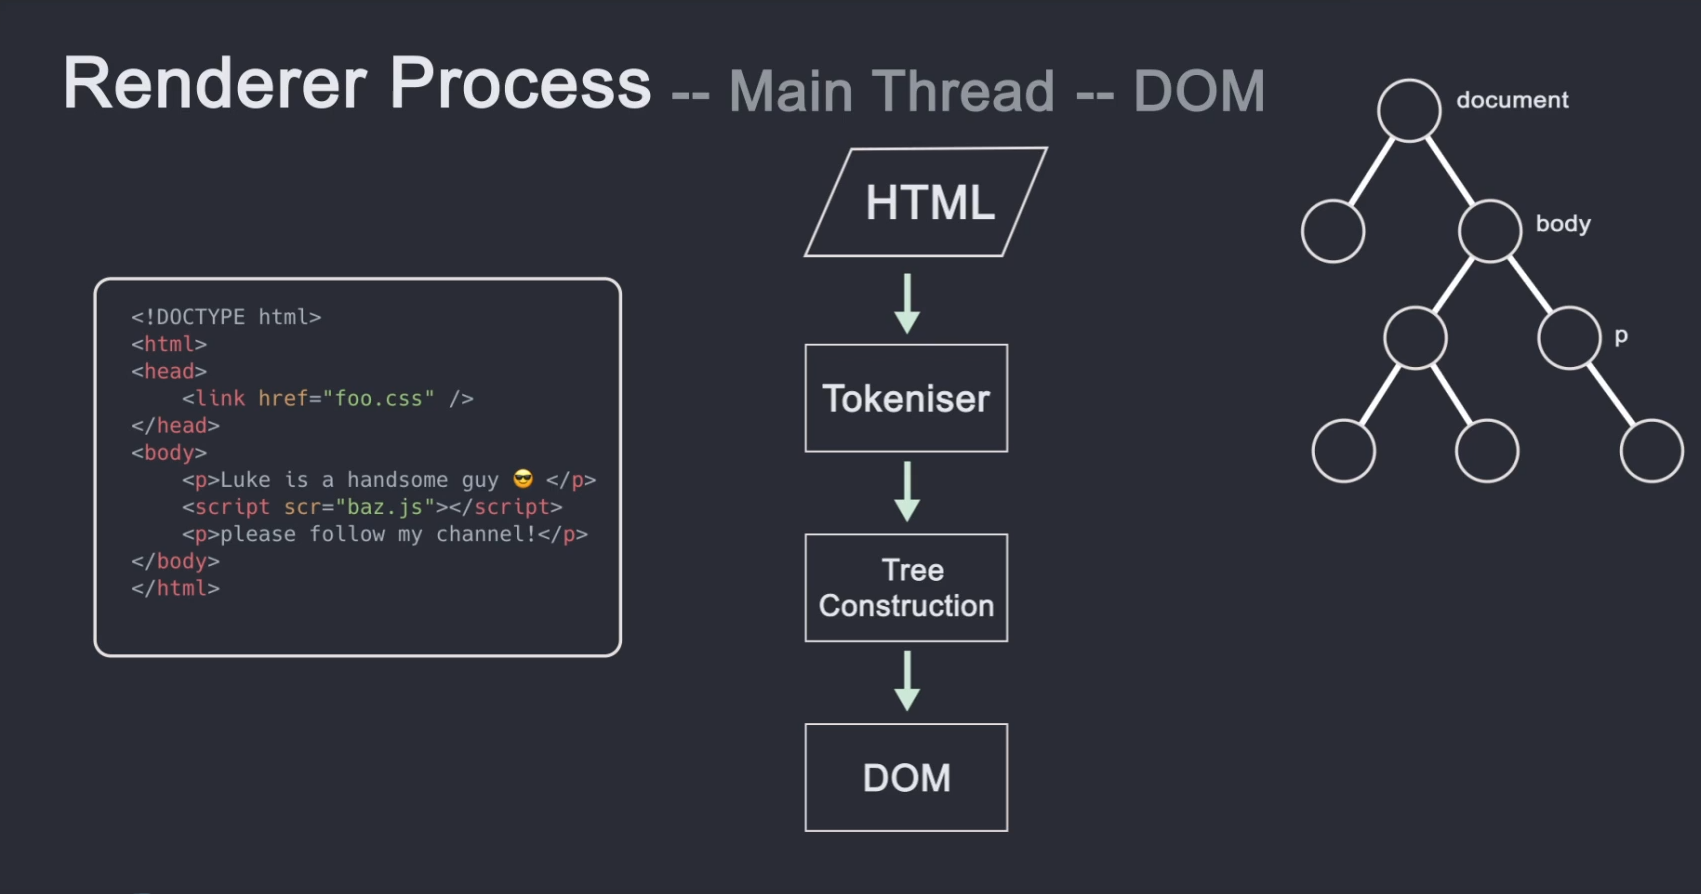 Renderer Process -- Main Thread -- DOM
<!DOCTYPE html>
<html>
<head>
    <link href="foo.css" />
</head>
<body>
    <p>Luke is a handsome guy 😎 </p>
    <script scr="baz.js"></script>
    <p>please follow my channel!</p>
</body>
</html>
HTML
Tokeniser
Tree
Construction
DOM
document
body
p